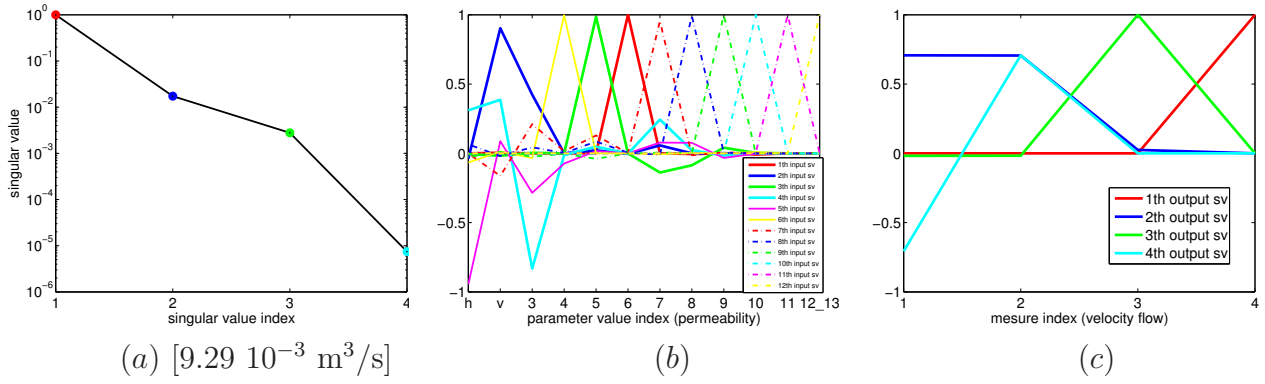 10^0
10^{-1}
10^{-2}
10^{-3}
10^{-4}
10^{-5}
10^{-6}
singular value
1 2 3 4
singular value index
(a) [9.29 10^{-3} m^3/s]
1
0.5
0
−0.5
−1
h v 3 4 5 6 7 8 9 10 11 12_13
parameter value index (permeability)
1th input sv
2th input sv
3th input sv
4th input sv
5th input sv
6th input sv
7th input sv
8th input sv
9th input sv
10th input sv
11th input sv
12th input sv
(b)
1
0.5
0
−0.5
−1
1 2 3 4
mesure index (velocity flow)
1th output sv
2th output sv
3th output sv
4th output sv
(c)